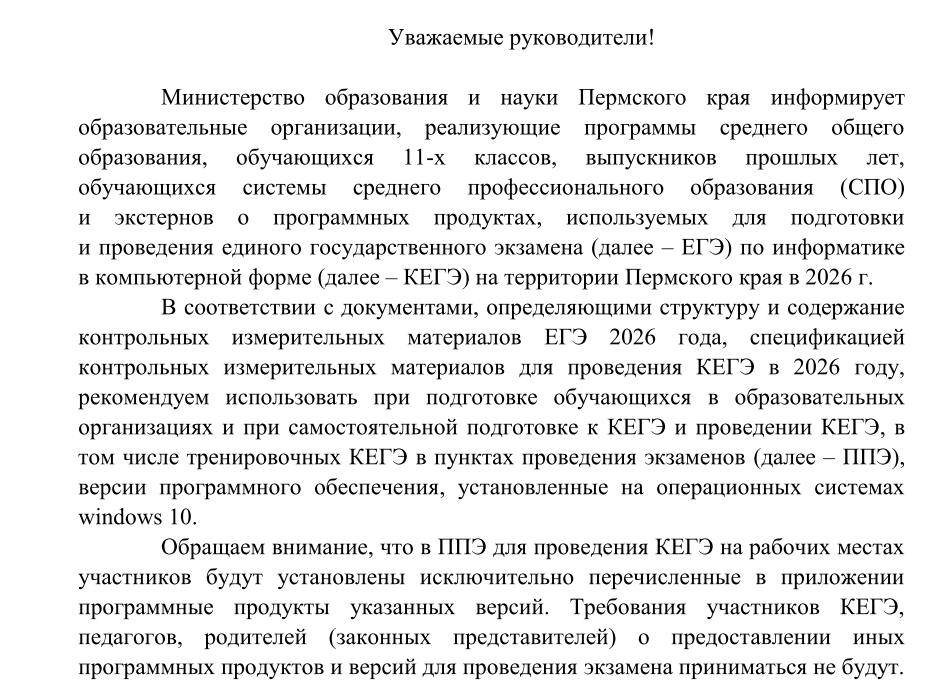 Уважаемые руководители!
Министерство образования и науки Пермского края информирует
образовательные организации, реализующие программы среднего общего
образования, обучающихся 11-х классов, выпускников прошлых лет,
обучающихся системы среднего профессионального образования (СПО)
и экстернов о программных продуктах, используемых для подготовки
и проведения единого государственного экзамена (далее – ЕГЭ) по информатике
в компьютерной форме (далее – КЕГЭ) на территории Пермского края в 2026 г.
В соответствии с документами, определяющими структуру и содержание
контрольных измерительных материалов ЕГЭ 2026 года, спецификацией
контрольных измерительных материалов для проведения КЕГЭ в 2026 году,
рекомендуем использовать при подготовке обучающихся в образовательных
организациях и при самостоятельной подготовке к КЕГЭ и проведении КЕГЭ, в
том числе тренировочных КЕГЭ в пунктах проведения экзаменов (далее – ППЭ),
версии программного обеспечения, установленные на операционных системах
windows 10.
Обращаем внимание, что в ППЭ для проведения КЕГЭ на рабочих местах
участников будут установлены исключительно перечисленные в приложении
программные продукты указанных версий. Требования участников КЕГЭ,
педагогов, родителей (законных представителей) о предоставлении иных
программных продуктов и версий для проведения экзамена приниматься не будут.